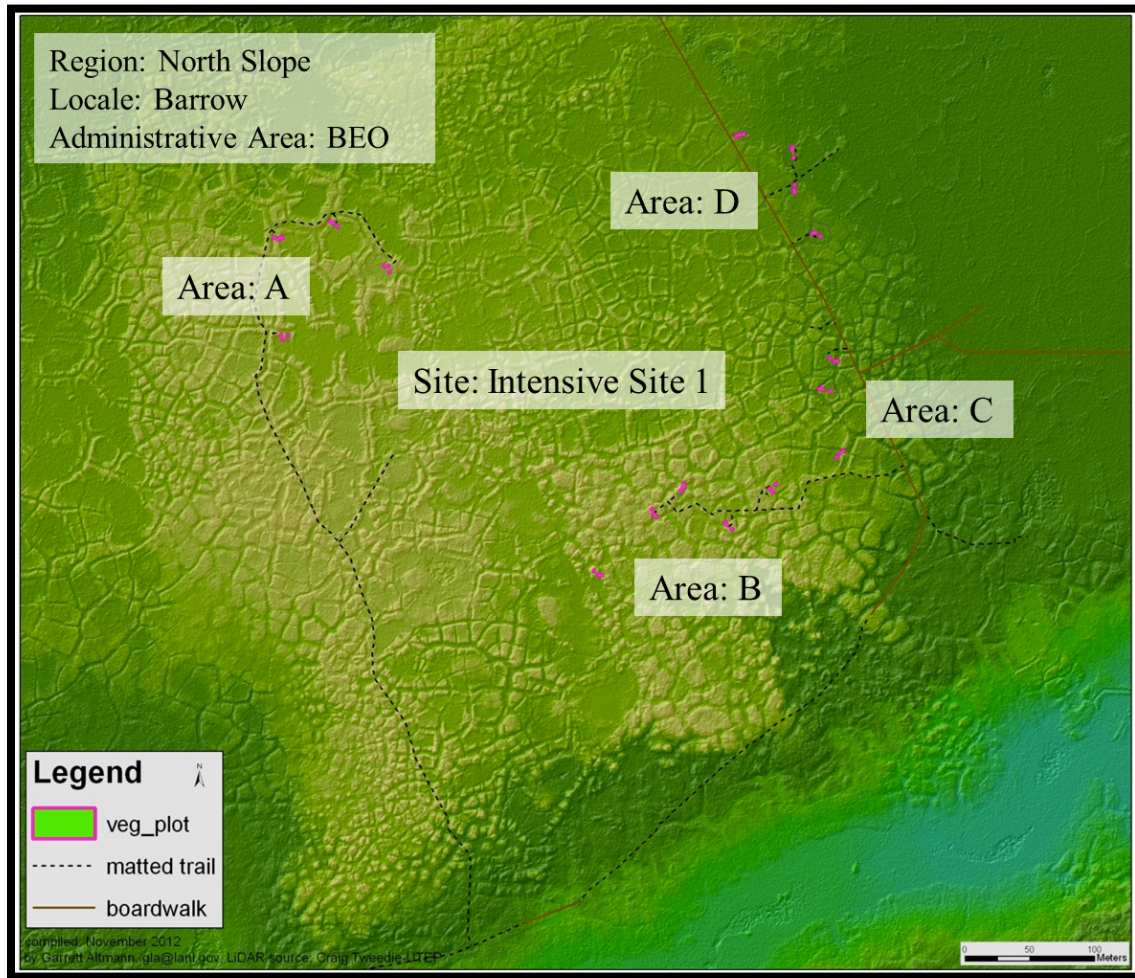 Region: North Slope
Locale: Barrow
Administrative Area: BEO
Area: D
Area: A
Site: Intensive Site 1
Area: C
Area: B
Legend
N
veg_plot
matted trail
boardwalk
compiled: November 2012
by Garrett Altmann, gla@lanl.gov, LiDAR source: Craig Tweedie-UTEP
0 50 100
Meters